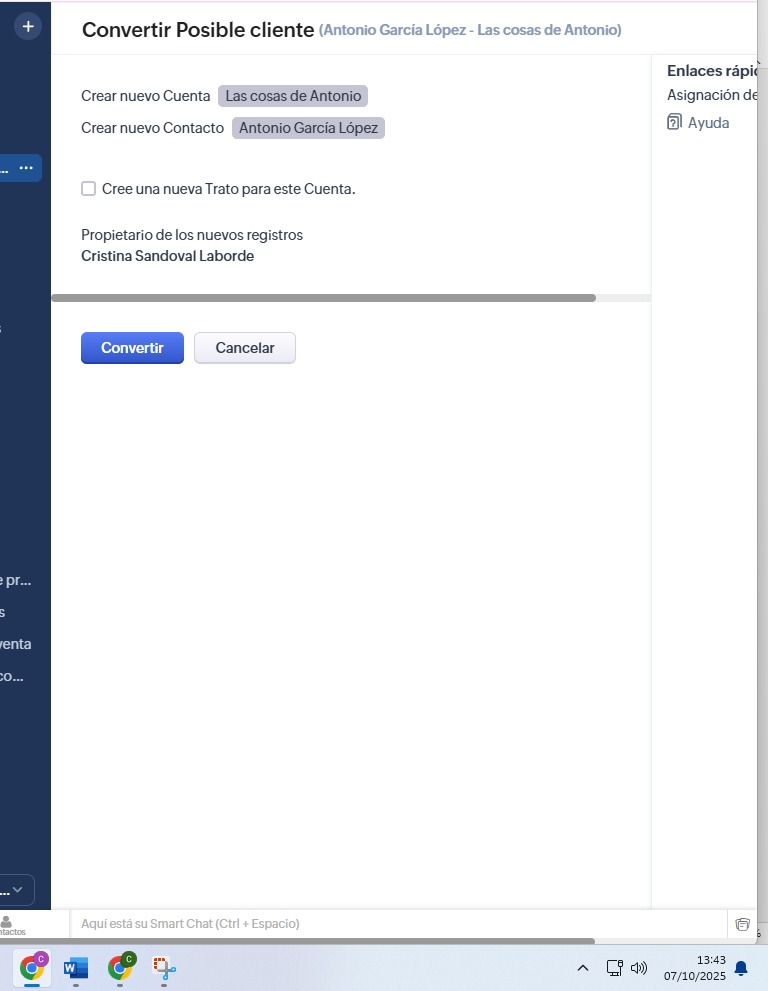 Convertir Posible cliente (Antonio García López - Las cosas de Antonio)
Enlaces rápi
Asignación de
Ayuda
Crear nuevo Cuenta Las cosas de Antonio
Crear nuevo Contacto Antonio García López
Cree una nueva Trato para este Cuenta.
Propietario de los nuevos registros
Cristina Sandoval Laborde
Convertir Cancelar
...
s
e pr...
s
venta
co...
...
ntactos
Aquí está su Smart Chat (Ctrl + Espacio)
%
C
W
C
13:43
07/10/2025